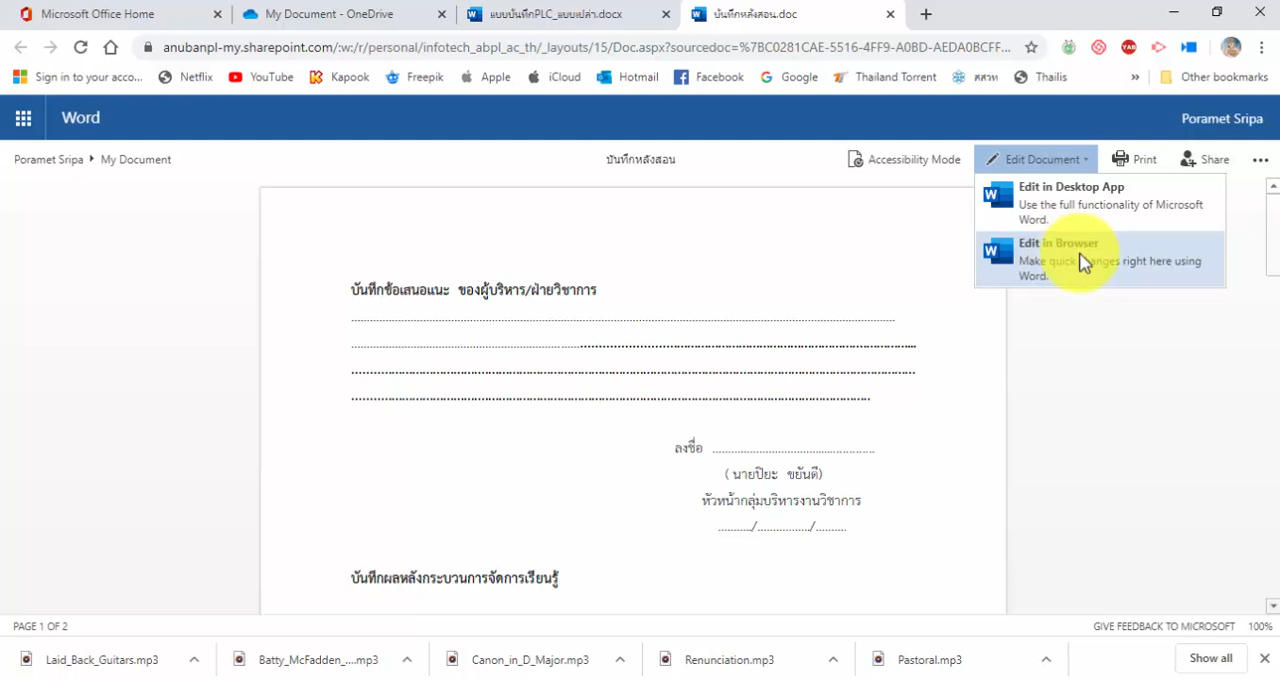 Microsoft Office Home
My Document - OneDrive
แบบบันทึกPLC_แบบเปล่า.docx
บันทึกหลังสอน.doc
anubanpl-my.sharepoint.com/:w:/r/personal/infotech_abpl_ac_th/_layouts/15/Doc.aspx?sourcedoc=%7BC0281CAE-5516-4FF9-A0BD-AEDA0BCFF...
Sign in to your acco...
Netflix
YouTube
Kapook
Freepik
Apple
iCloud
Hotmail
Facebook
Google
Thailand Torrent
สสวท
Thailis
»
Other bookmarks
Word
Poramet Sripa
Poramet Sripa ▸ My Document
บันทึกหลังสอน
Accessibility Mode
Edit Document
Print
Share
Edit in Desktop App
Use the full functionality of Microsoft
Word.
Edit in Browser
Make quick changes right here using
Word.
บันทึกข้อเสนอแนะ ของผู้บริหาร/ฝ่ายวิชาการ
ลงชื่อ ........................................
( นายปิยะ ขยันดี)
หัวหน้ากลุ่มบริหารงานวิชาการ
........../................/.........
บันทึกผลหลังกระบวนการจัดการเรียนรู้
PAGE 1 OF 2
GIVE FEEDBACK TO MICROSOFT
100%
Laid_Back_Guitars.mp3
Batty_McFadden_....mp3
Canon_in_D_Major.mp3
Renunciation.mp3
Pastoral.mp3
Show all